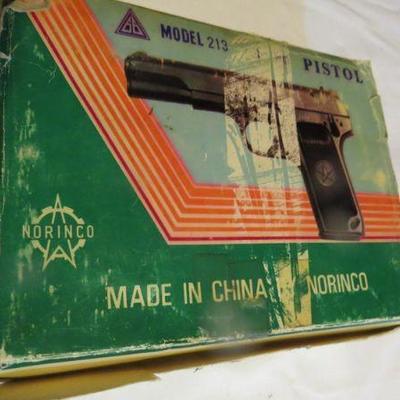 MODEL 213
PISTOL
NORINCO
MADE IN CHINA
NORINCO